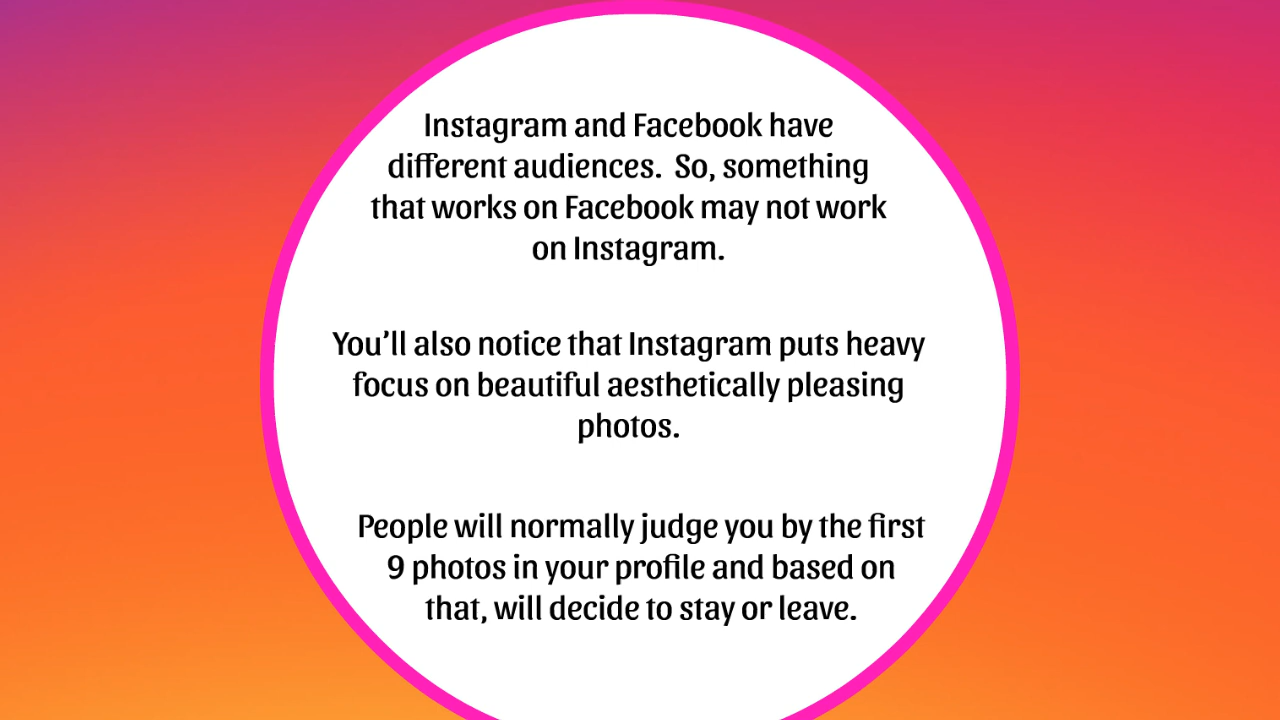 Instagram and Facebook have
different audiences.  So, something
that works on Facebook may not work
on Instagram.
You’ll also notice that Instagram puts heavy
focus on beautiful aesthetically pleasing
photos.
People will normally judge you by the first
9 photos in your profile and based on
that, will decide to stay or leave.